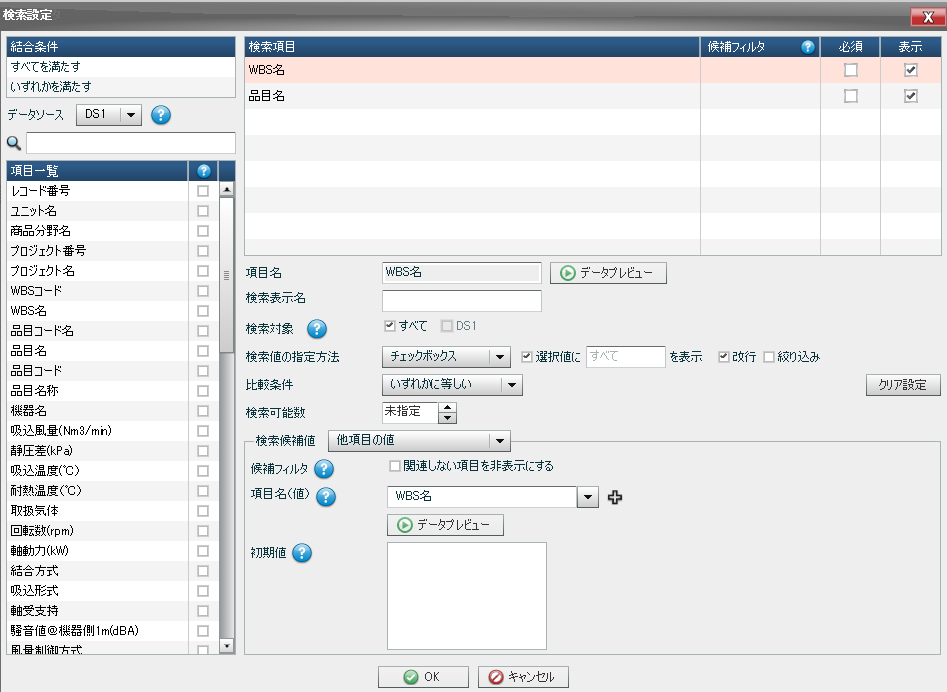 検索設定
X
結合条件
すべてを満たす
いずれかを満たす
データソース DS1 ?
項目一覧 ?
レコード番号
ユニット名
商品分野名
プロジェクト番号
プロジェクト名
WBSコード
WBS名
品目コード名
品目名
品目コード
品目名称
機器名
吸込風量(Nm3/min)
静圧差(kPa)
吸込温度(℃)
耐熱温度(℃)
取扱気体
回転数(rpm)
軸動力(kW)
結合方式
吸込形式
軸受支持
騒音値@機器側1m(dBA)
風量制御方式
検索項目 候補フィルタ ? 必須 表示
WBS名
品目名
項目名 WBS名 データプレビュー
検索表示名
検索対象 ? すべて DS1
検索値の指定方法 チェックボックス 選択値に すべて を表示 改行 絞り込み
比較条件 いずれかに等しい クリア設定
検索可能数 未指定
検索候補値 他項目の値
候補フィルタ ? 関連しない項目を非表示にする
項目名(値) ? WBS名
データプレビュー
初期値 ?
OK キャンセル